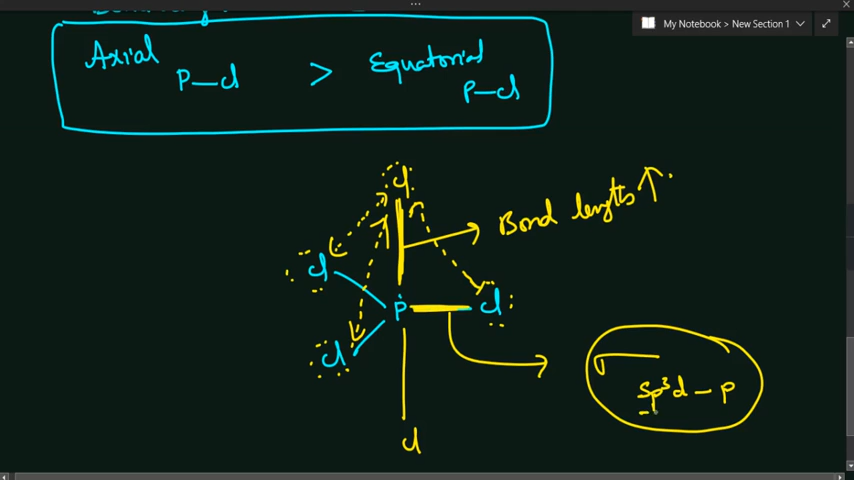 My Notebook > New Section 1
Axial
P—Cl
>
Equatorial
P—Cl
Cl
Bond lengths ↑
Cl
P
Cl
Cl
sp³d — p
Cl